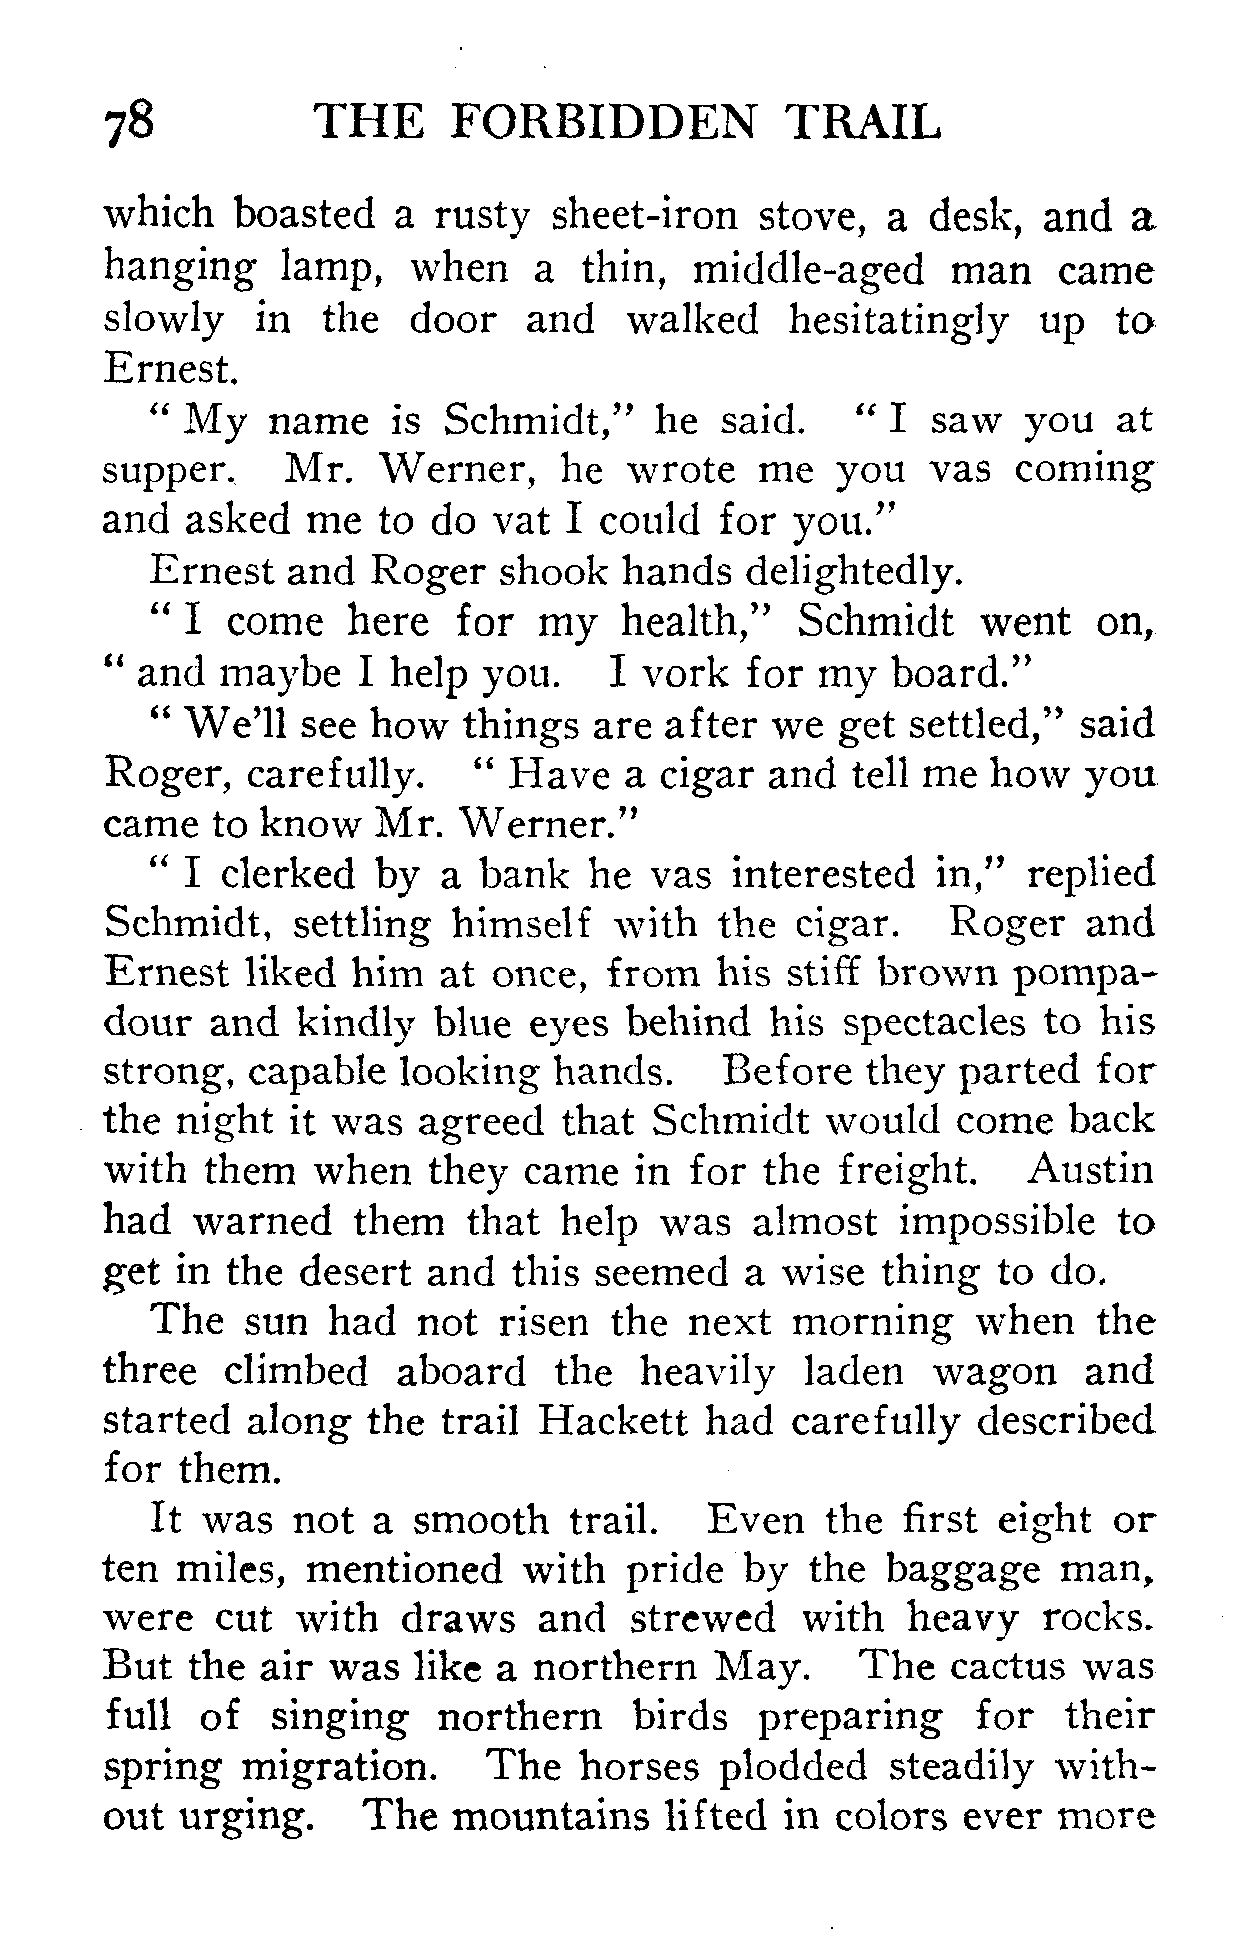 78 THE FORBIDDEN TRAIL
which boasted a rusty sheet-iron stove, a desk, and a
hanging lamp, when a thin, middle-aged man came
slowly in the door and walked hesitatingly up to
Ernest.
" My name is Schmidt," he said. " I saw you at
supper. Mr. Werner, he wrote me you vas coming
and asked me to do vat I could for you."
Ernest and Roger shook hands delightedly.
" I come here for my health," Schmidt went on,
" and maybe I help you. I vork for my board."
" We'll see how things are after we get settled," said
Roger, carefully. " Have a cigar and tell me how you
came to know Mr. Werner."
" I clerked by a bank he vas interested in," replied
Schmidt, settling himself with the cigar. Roger and
Ernest liked him at once, from his stiff brown pompa-
dour and kindly blue eyes behind his spectacles to his
strong, capable looking hands. Before they parted for
the night it was agreed that Schmidt would come back
with them when they came in for the freight. Austin
had warned them that help was almost impossible to
get in the desert and this seemed a wise thing to do.
The sun had not risen the next morning when the
three climbed aboard the heavily laden wagon and
started along the trail Hackett had carefully described
for them.
It was not a smooth trail. Even the first eight or
ten miles, mentioned with pride by the baggage man,
were cut with draws and strewed with heavy rocks.
But the air was like a northern May. The cactus was
full of singing northern birds preparing for their
spring migration. The horses plodded steadily with-
out urging. The mountains lifted in colors ever more